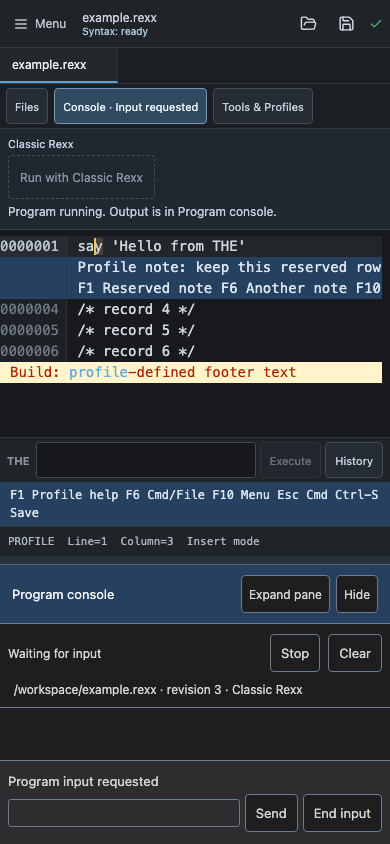 Menu
example.rexx
Syntax: ready
example.rexx
Files
Console · Input requested
Tools & Profiles
Classic Rexx
Run with Classic Rexx
Program running. Output is in Program console.
0000001 say 'Hello from THE'
Profile note: keep this reserved row
F1 Reserved note F6 Another note F10
0000004 /* record 4 */
0000005 /* record 5 */
0000006 /* record 6 */
Build: profile-defined footer text
THE
Execute
History
F1 Profile help F6 Cmd/File F10 Menu Esc Cmd Ctrl-S
Save
PROFILE Line=1 Column=3 Insert mode
Program console
Expand pane
Hide
Waiting for input
Stop
Clear
/workspace/example.rexx · revision 3 · Classic Rexx
Program input requested
Send
End input